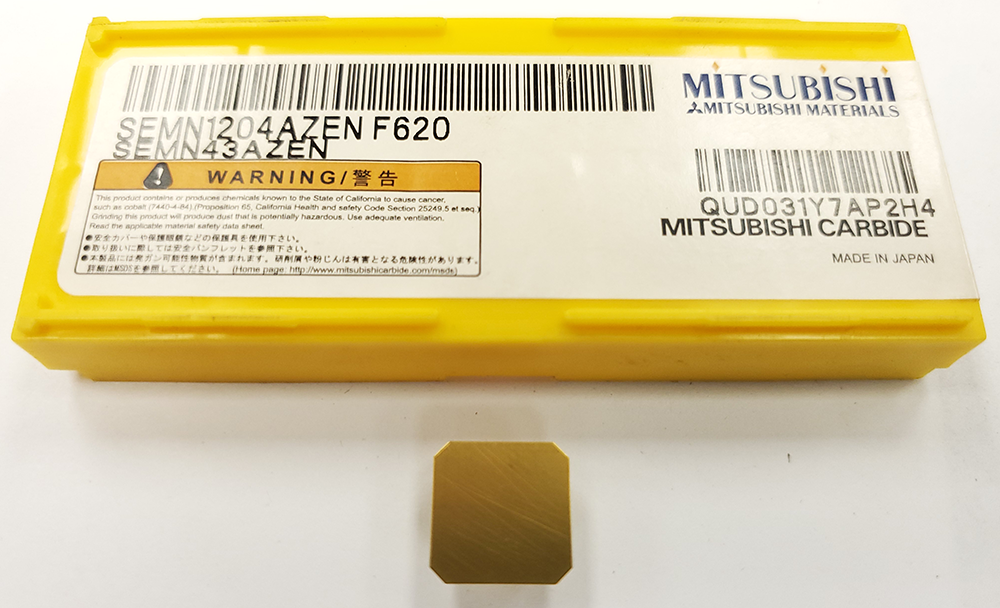 SEMN1204AZEN F620
SEMN43AZEN
WARNING/警告
This product contains or produces chemicals known to the State of California to cause cancer,
such as cobalt (7440-4-84).(Proposition 65, California Health and safety Code Section 25249.5 et seq.)
Grinding this product will produce dust that is potentially hazardous. Use adequate ventilation.
Read the applicable material safety data sheet.
●安全カバーや保護眼鏡などの保護具を使用下さい。
●取り扱いに際しては安全パンフレットを参照下さい。
●本製品には発ガン可能性物質が含まれます。研削屑や粉じんは有害となる危険性があります。
詳細はMSDSを参照してください。 (Home page: http://www.mitsubishicarbide.com/msds)
MITSUBISHI
MITSUBISHI MATERIALS
QUD031Y7AP2H4
MITSUBISHI CARBIDE
MADE IN JAPAN